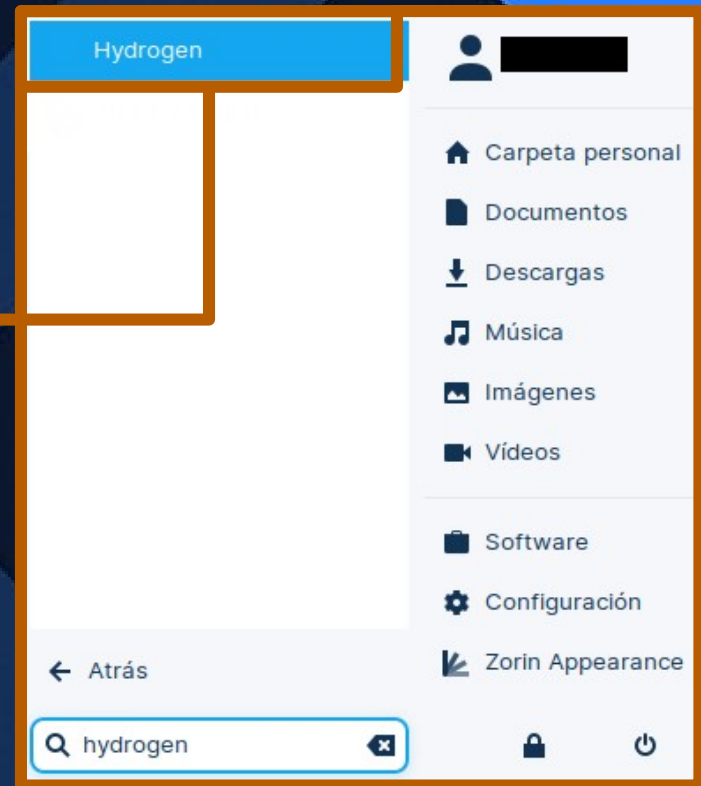 Hydrogen
Carpeta personal
Documentos
Descargas
Música
Imágenes
Vídeos
Software
Configuración
Zorin Appearance
Atrás
hydrogen